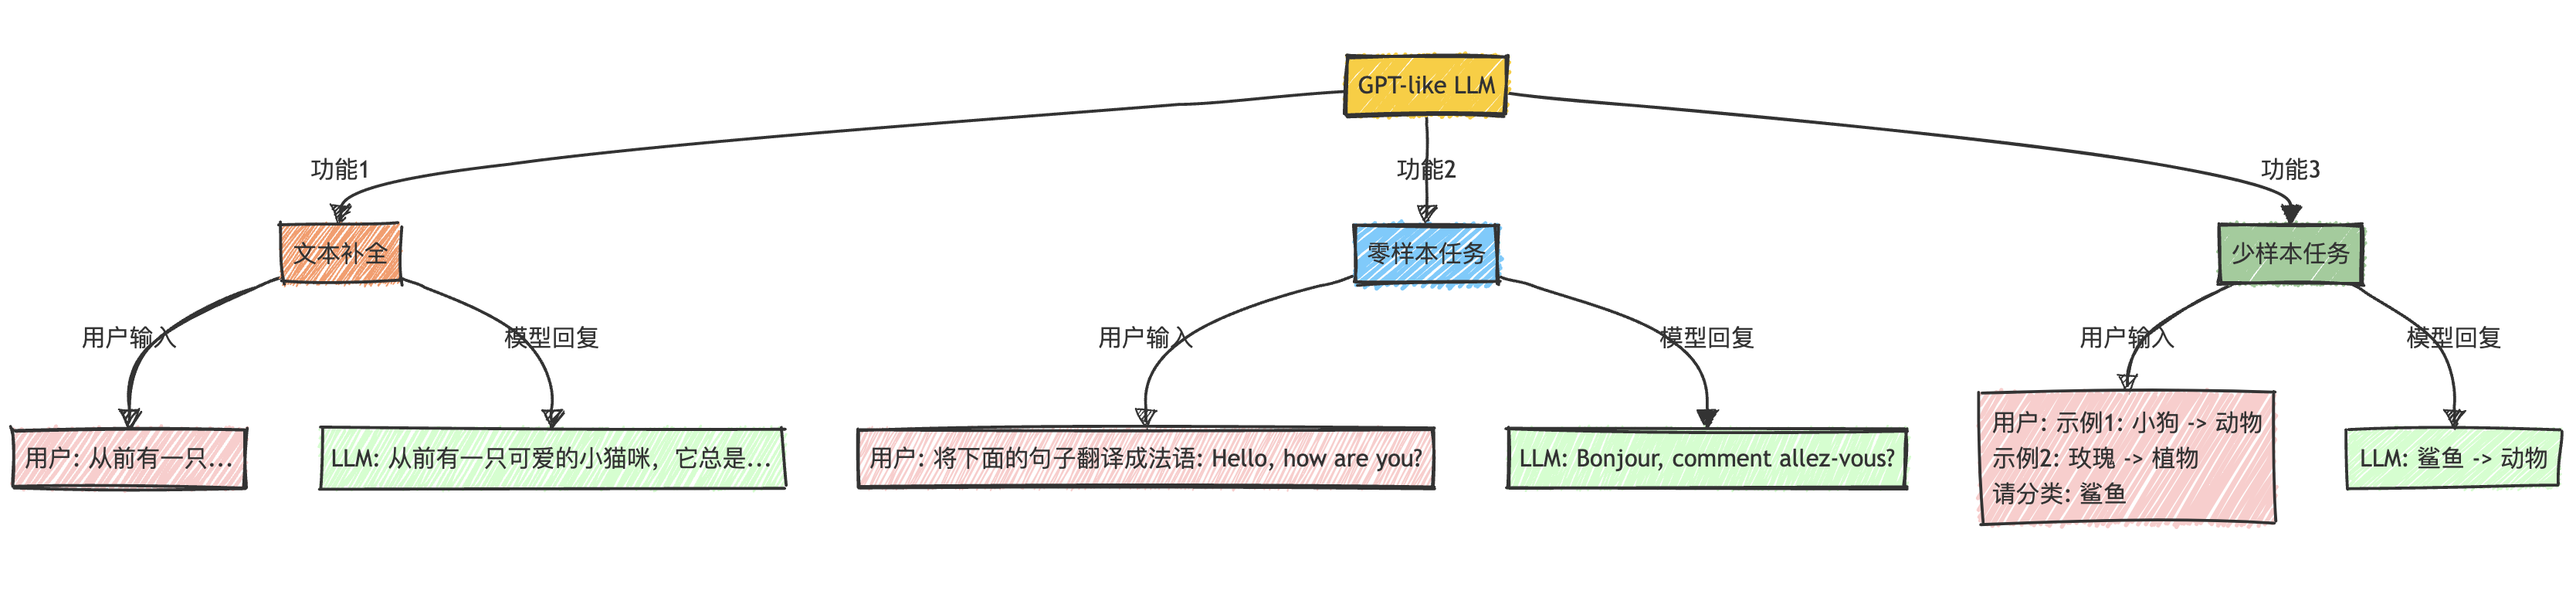 GPT-like LLM
功能1
功能2
功能3
文本补全
零样本任务
少样本任务
用户输入
模型回复
用户输入
模型回复
用户输入
模型回复
用户: 从前有一只...
LLM: 从前有一只可爱的小猫咪，它总是...
用户: 将下面的句子翻译成法语: Hello, how are you?
LLM: Bonjour, comment allez-vous?
用户: 示例1: 小狗 -> 动物
示例2: 玫瑰 -> 植物
请分类: 鲨鱼
LLM: 鲨鱼 -> 动物